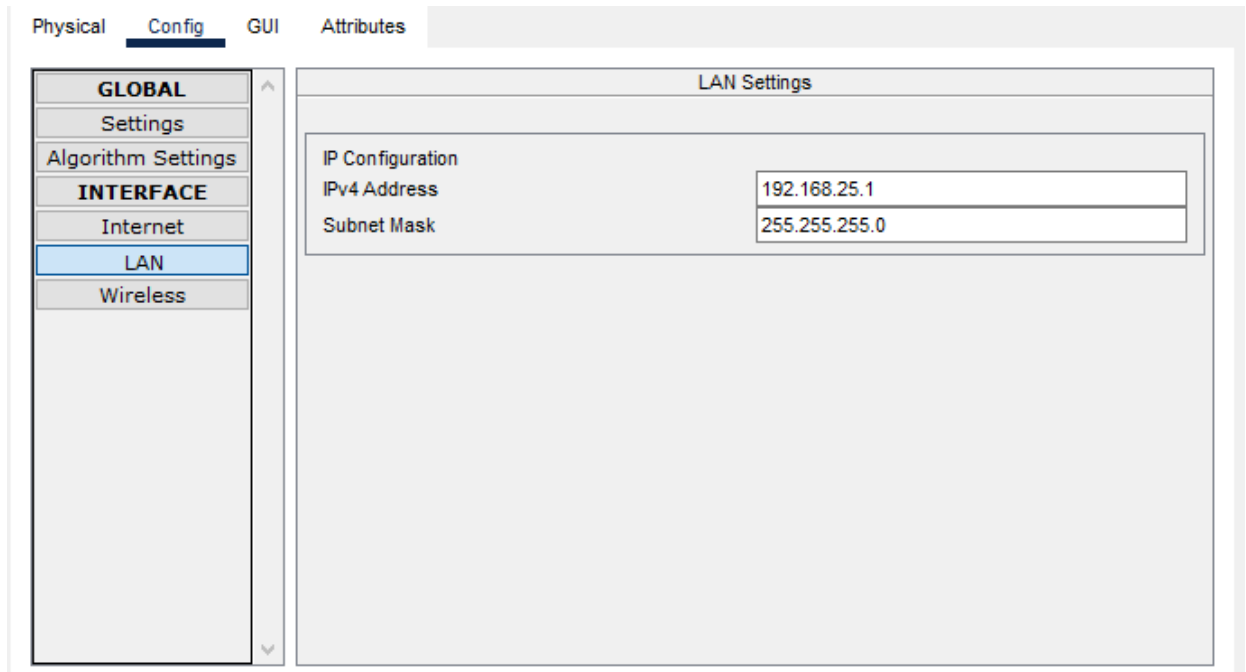 Physical Config GUI Attributes
GLOBAL
Settings
Algorithm Settings
INTERFACE
Internet
LAN
Wireless
LAN Settings
IP Configuration
IPv4 Address 192.168.25.1
Subnet Mask 255.255.255.0